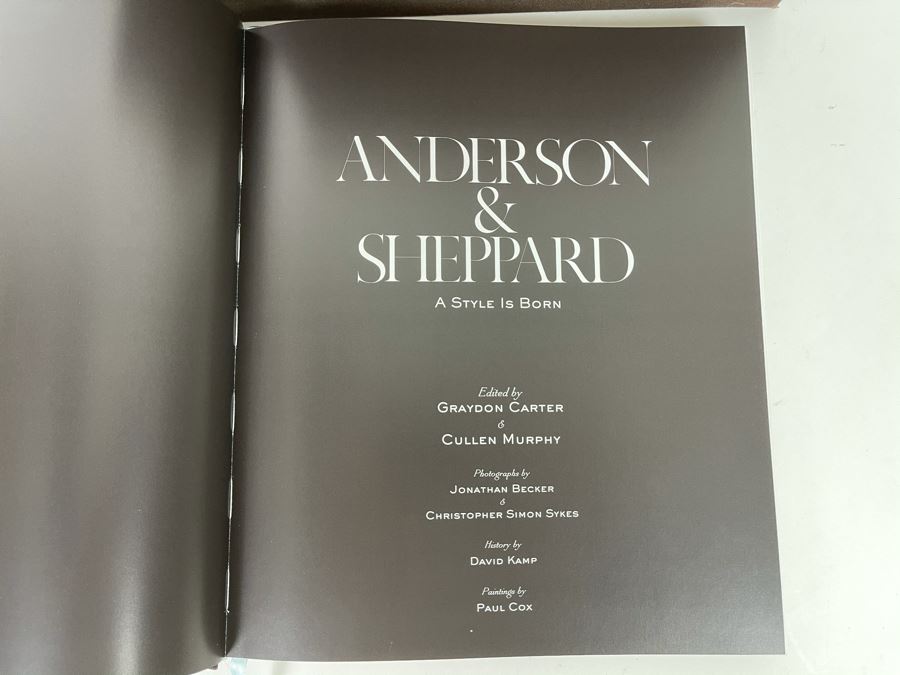 ANDERSON
&
SHEPPARD
A Style Is Born
Edited by
Graydon Carter
&
Cullen Murphy
Photographs by
Jonathan Becker
&
Christopher Simon Sykes
History by
David Kamp
Paintings by
Paul Cox